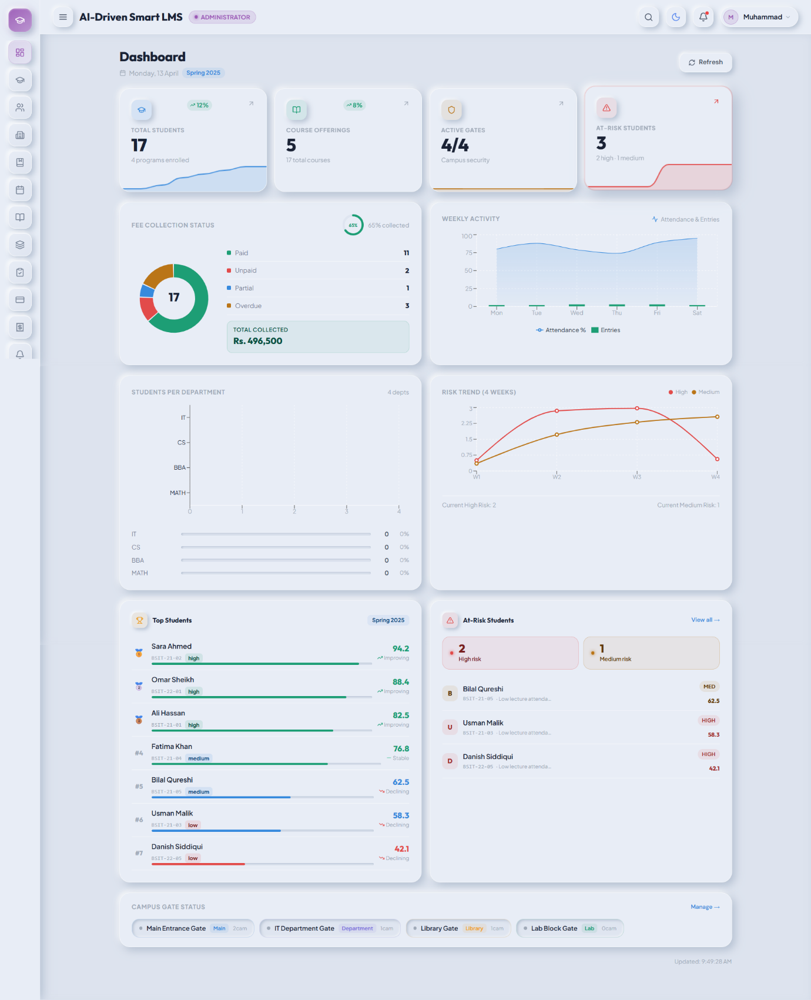 AI-Driven Smart LMS
ADMINISTRATOR
M
Muhammad
Dashboard
Monday, 13 April
Spring 2025
Refresh
12%
TOTAL STUDENTS
17
4 programs enrolled
8%
COURSE OFFERINGS
5
17 total courses
ACTIVE GATES
4/4
Campus security
AT-RISK STUDENTS
3
2 high · 1 medium
FEE COLLECTION STATUS
65%
65% collected
17
Paid 11
Unpaid 2
Partial 1
Overdue 3
TOTAL COLLECTED
Rs. 496,500
WEEKLY ACTIVITY
Attendance & Entries
100
75
50
25
0
Mon Tue Wed Thu Fri Sat
Attendance % Entries
STUDENTS PER DEPARTMENT
4 depts
IT
CS
BBA
MATH
0 1 2 3 4
IT 0 0%
CS 0 0%
BBA 0 0%
MATH 0 0%
RISK TREND (4 WEEKS)
High Medium
3
2.25
1.5
0.75
0
W1 W2 W3 W4
Current High Risk: 2
Current Medium Risk: 1
Top Students
Spring 2025
1
Sara Ahmed
BSIT-21-02 high
94.2
Improving
2
Omar Sheikh
BSIT-22-01 high
88.4
Improving
3
Ali Hassan
BSIT-21-01 high
82.5
Improving
#4
Fatima Khan
BSIT-21-04 medium
76.8
Stable
#5
Bilal Qureshi
BSIT-21-05 medium
62.5
Declining
#6
Usman Malik
BSIT-21-03 low
58.3
Declining
#7
Danish Siddiqui
BSIT-22-05 low
42.1
Declining
At-Risk Students
View all →
2
High risk
1
Medium risk
B
Bilal Qureshi
BSIT-21-05 · Low lecture attenda...
MED
62.5
U
Usman Malik
BSIT-21-03 · Low lecture attenda...
HIGH
58.3
D
Danish Siddiqui
BSIT-22-05 · Low lecture attenda...
HIGH
42.1
CAMPUS GATE STATUS
Manage →
Main Entrance Gate Main 2cam
IT Department Gate Department 1cam
Library Gate Library 1cam
Lab Block Gate Lab 0cam
Updated: 9:49:28 AM